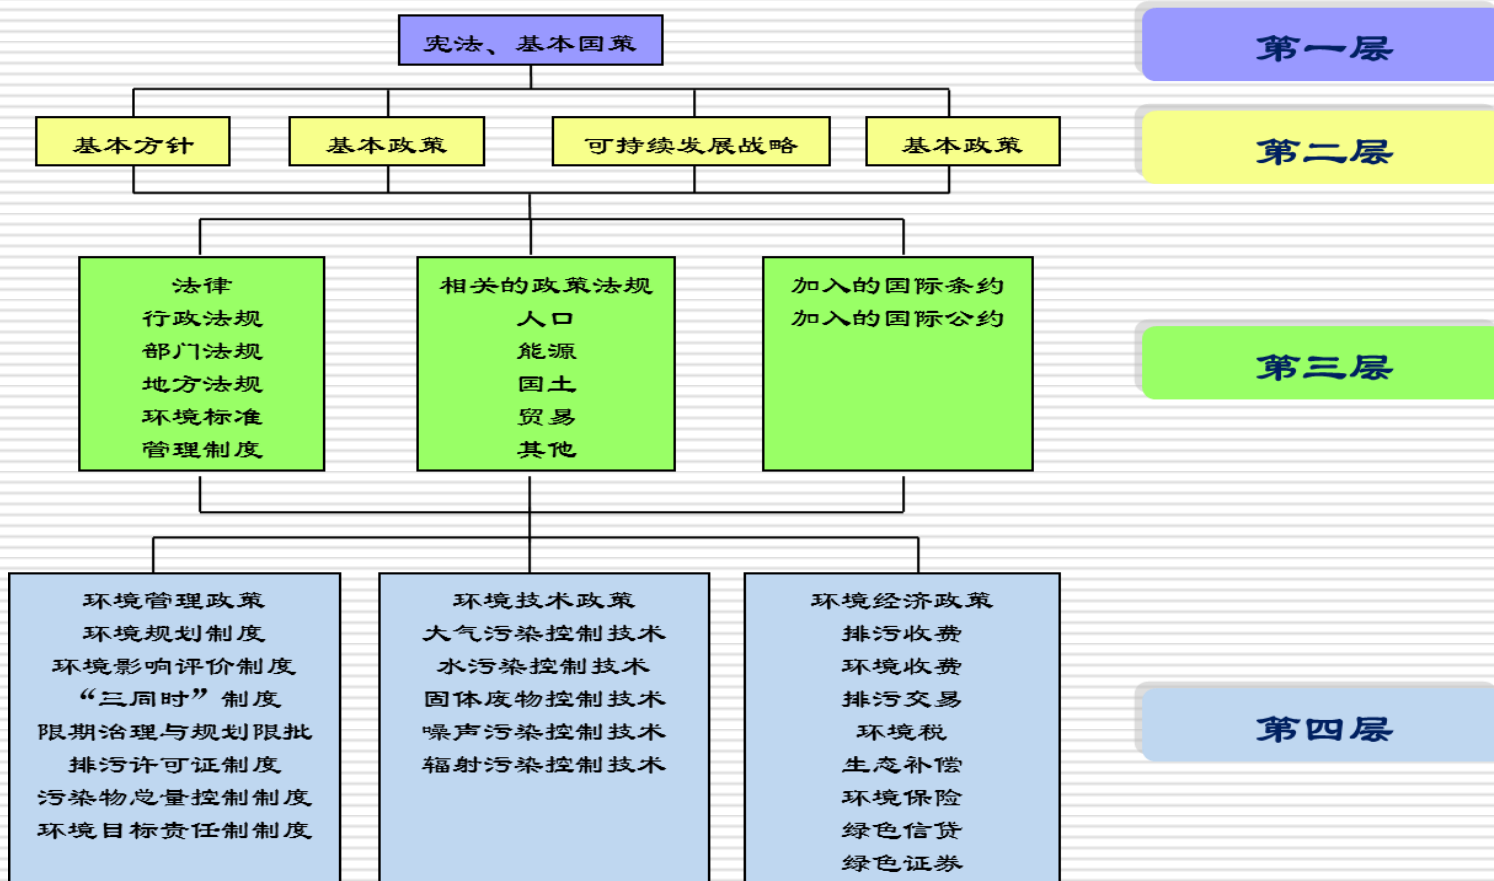 宪法、基本国策
第一层
基本方针
基本政策
可持续发展战略
基本政策
第二层
法律
行政法规
部门法规
地方法规
环境标准
管理制度
相关的政策法规
人口
能源
国土
贸易
其他
加入的国际条约
加入的国际公约
第三层
环境管理政策
环境规划制度
环境影响评价制度
“三同时”制度
限期治理与规划限批
排污许可证制度
污染物总量控制制度
环境目标责任制制度
环境技术政策
大气污染控制技术
水污染控制技术
固体废物控制技术
噪声污染控制技术
辐射污染控制技术
环境经济政策
排污收费
环境收费
排污交易
环境税
生态补偿
环境保险
绿色信贷
绿色证券
第四层